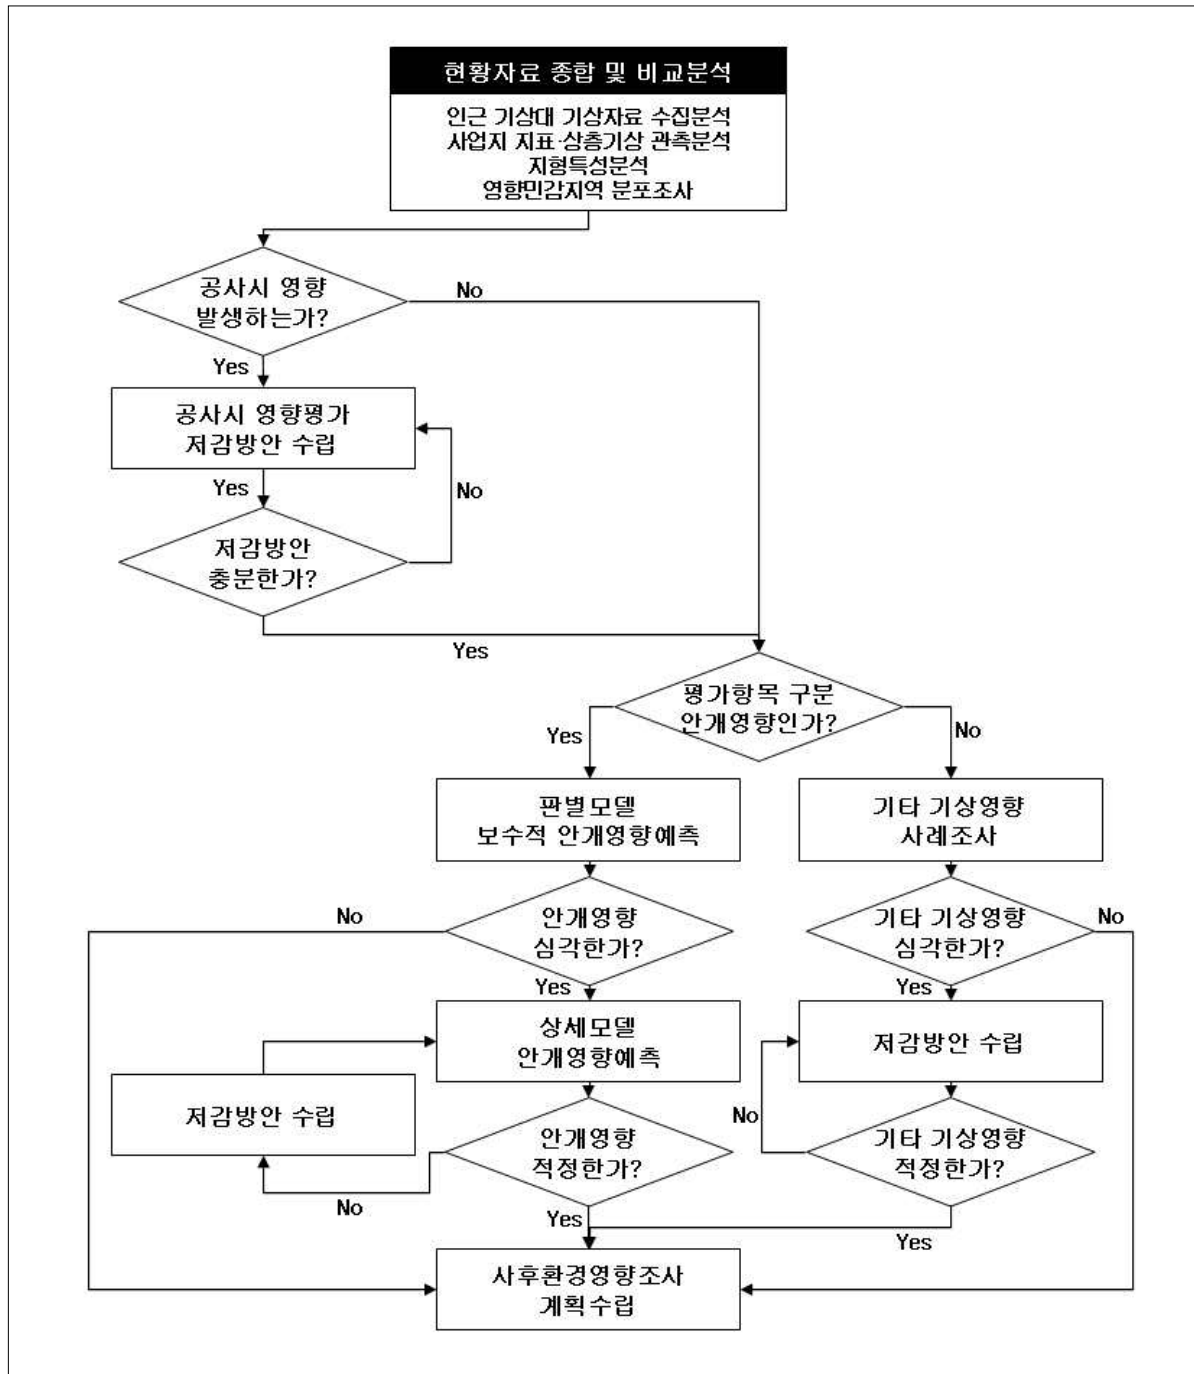 현황자료 종합 및 비교분석
인근 기상대 기상자료 수집분석
사업지 지표·상층기상 관측분석
지형특성분석
영향민감지역 분포조사
공사시 영향
발생하는가?
No
Yes
공사시 영향평가
저감방안 수립
Yes
No
저감방안
충분한가?
Yes
평가항목 구분
안개영향인가?
Yes
No
판별모델
보수적 안개영향예측
기타 기상영향
사례조사
No
안개영향
심각한가?
기타 기상영향
심각한가?
No
Yes
Yes
상세모델
안개영향예측
저감방안 수립
저감방안 수립
No
안개영향
적정한가?
기타 기상영향
적정한가?
No
Yes
Yes
사후환경영향조사
계획수립